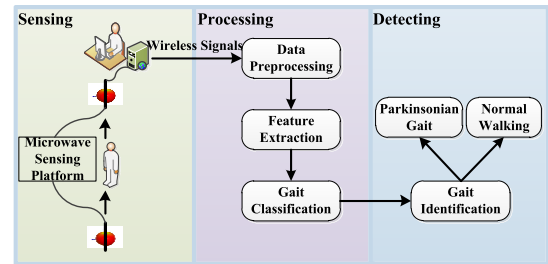 Sensing
Processing
Detecting
Wireless Signals
Data
Preprocessing
Feature
Extraction
Gait
Classification
Microwave
Sensing
Platform
Parkinsonian
Gait
Normal
Walking
Gait
Identification